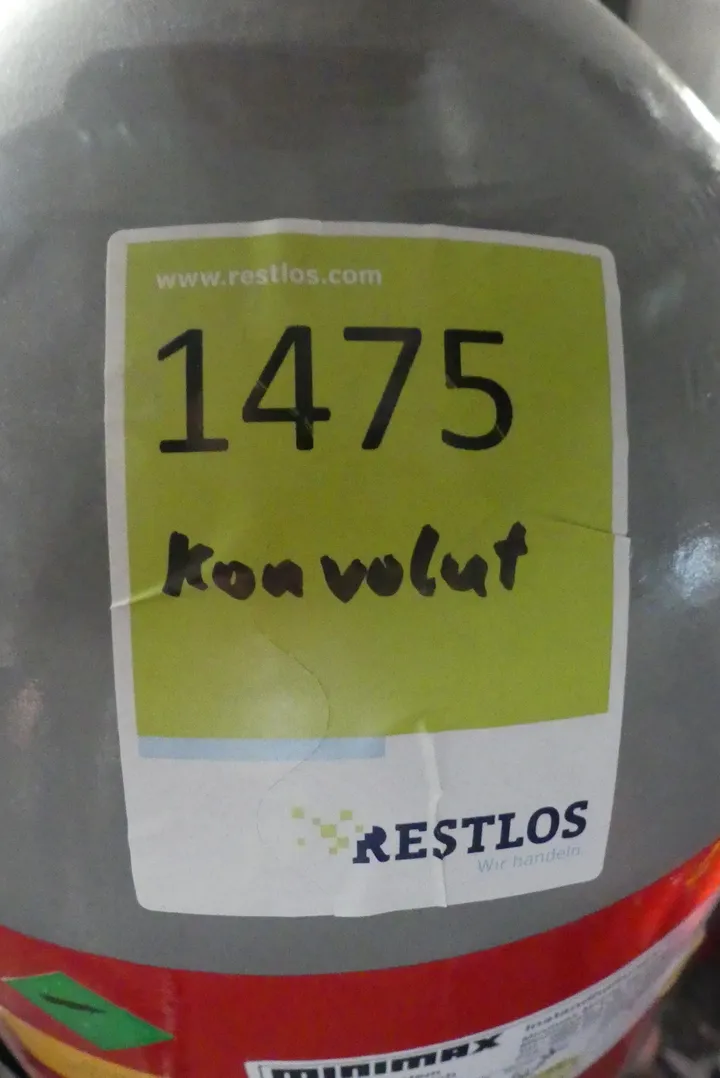 www.restlos.com
1475
Konvolut
RESTLOS
Wir handeln.
MINIMAX